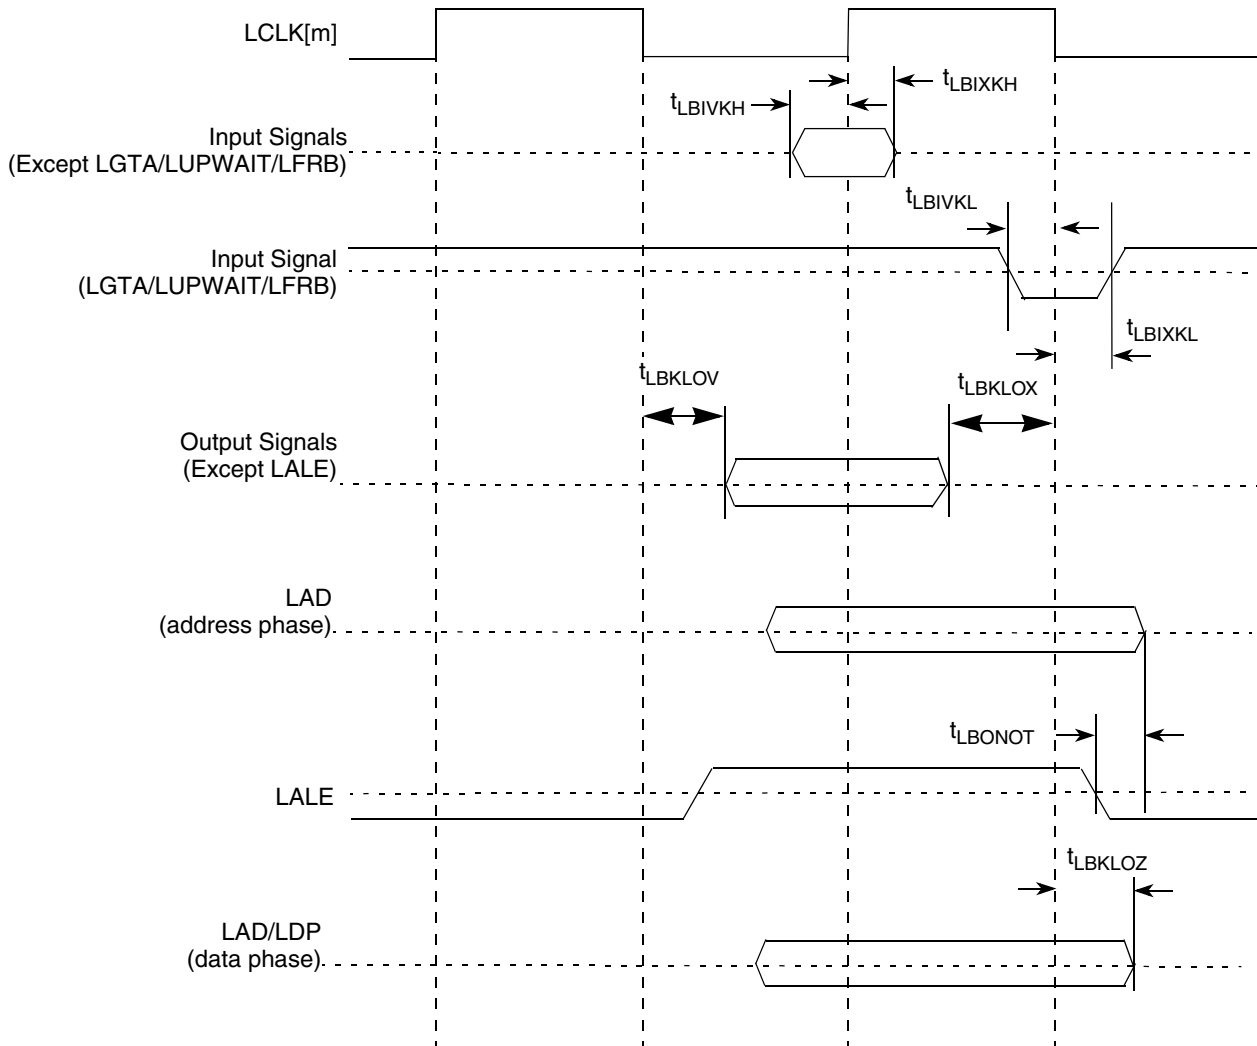 LCLK[m]
tLBIXKH
tLBIVKH
Input Signals
(Except LGTA/LUPWAIT/LFRB)
tLBIVKL
Input Signal
(LGTA/LUPWAIT/LFRB)
tLBIXKL
tLBKLOV
tLBKLOX
Output Signals
(Except LALE)
LAD
(address phase)
tLBONOT
LALE
tLBKLOZ
LAD/LDP
(data phase)